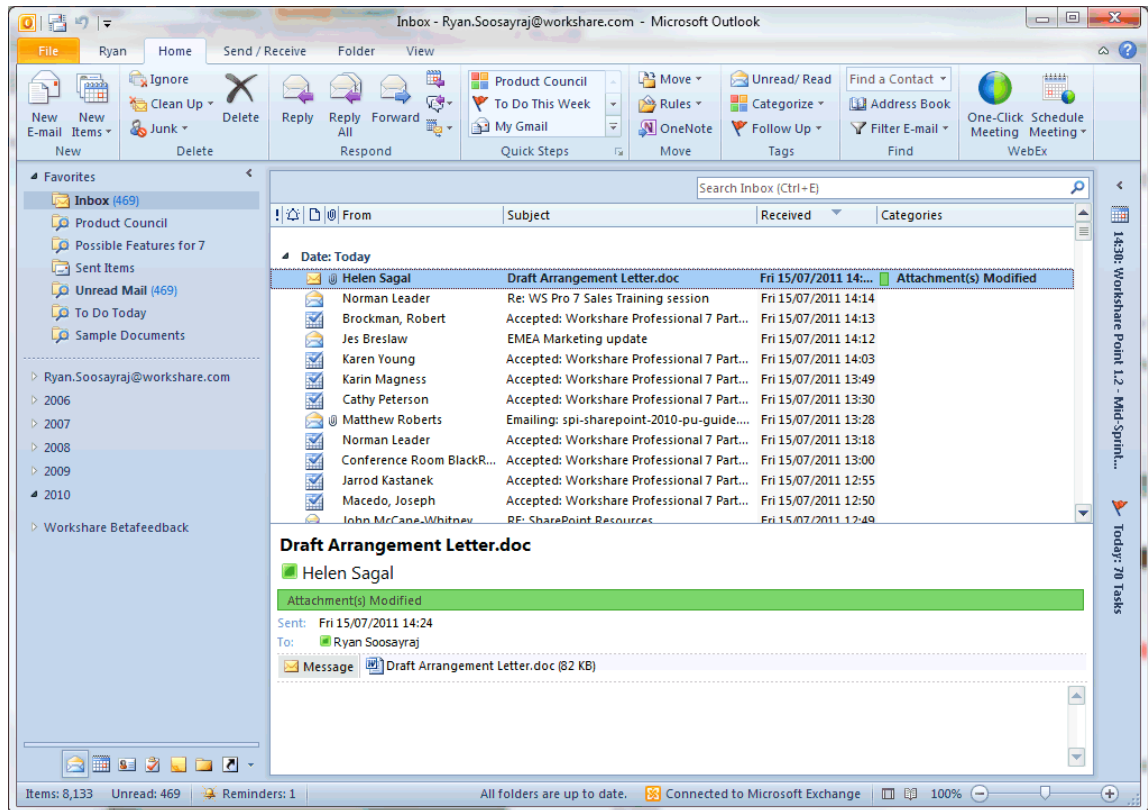 Inbox - Ryan.Soosayraj@workshare.com - Microsoft Outlook
File Ryan Home Send / Receive Folder View
New E-mail
New Items
Ignore
Clean Up
Junk
Delete
Reply
Reply All
Forward
Product Council
To Do This Week
My Gmail
Move
Rules
OneNote
Unread/ Read
Categorize
Follow Up
Find a Contact
Address Book
Filter E-mail
One-Click Meeting
Schedule Meeting
New Delete Respond Quick Steps Move Tags Find WebEx
Favorites
Inbox (469)
Product Council
Possible Features for 7
Sent Items
Unread Mail (469)
To Do Today
Sample Documents
Ryan.Soosayraj@workshare.com
2006
2007
2008
2009
2010
Workshare Betafeedback
Search Inbox (Ctrl+E)
From Subject Received Categories
Date: Today
Helen Sagal Draft Arrangement Letter.doc Fri 15/07/2011 14:... Attachment(s) Modified
Norman Leader Re: WS Pro 7 Sales Training session Fri 15/07/2011 14:14
Brockman, Robert Accepted: Workshare Professional 7 Part... Fri 15/07/2011 14:13
Jes Breslaw EMEA Marketing update Fri 15/07/2011 14:12
Karen Young Accepted: Workshare Professional 7 Part... Fri 15/07/2011 14:03
Karin Magness Accepted: Workshare Professional 7 Part... Fri 15/07/2011 13:49
Cathy Peterson Accepted: Workshare Professional 7 Part... Fri 15/07/2011 13:30
Matthew Roberts Emailing: spi-sharepoint-2010-pu-guide.... Fri 15/07/2011 13:28
Norman Leader Accepted: Workshare Professional 7 Part... Fri 15/07/2011 13:18
Conference Room BlackR... Accepted: Workshare Professional 7 Part... Fri 15/07/2011 13:00
Jarrod Kastanek Accepted: Workshare Professional 7 Part... Fri 15/07/2011 12:55
Macedo, Joseph Accepted: Workshare Professional 7 Part... Fri 15/07/2011 12:50
John McCane-Whitney RE: SharePoint Resources Fri 15/07/2011 12:49
Draft Arrangement Letter.doc
Helen Sagal
Attachment(s) Modified
Sent: Fri 15/07/2011 14:24
To: Ryan Soosayraj
Message Draft Arrangement Letter.doc (82 KB)
14:30: Workshare Point 1.2 - Mid-Sprint...
Today: 70 Tasks
Items: 8,133 Unread: 469 Reminders: 1 All folders are up to date. Connected to Microsoft Exchange 100%